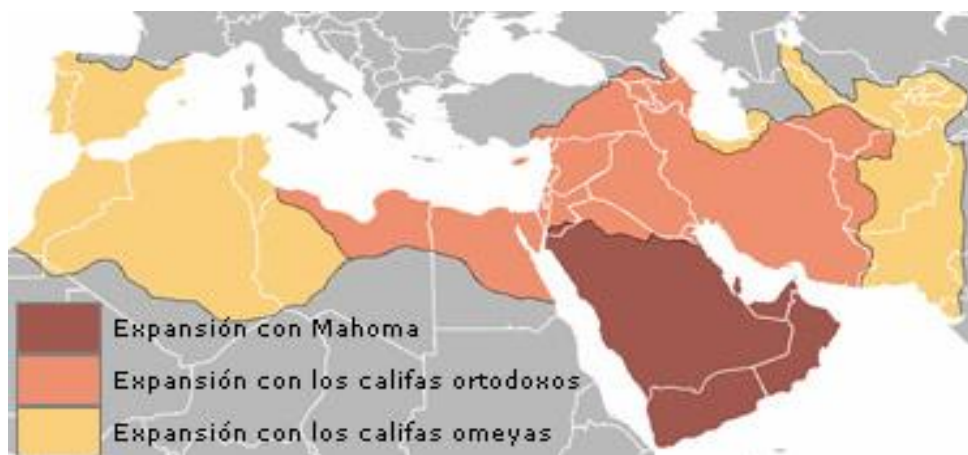 Expansión con Mahoma
Expansión con los califas ortodoxos
Expansión con los califas omeyas